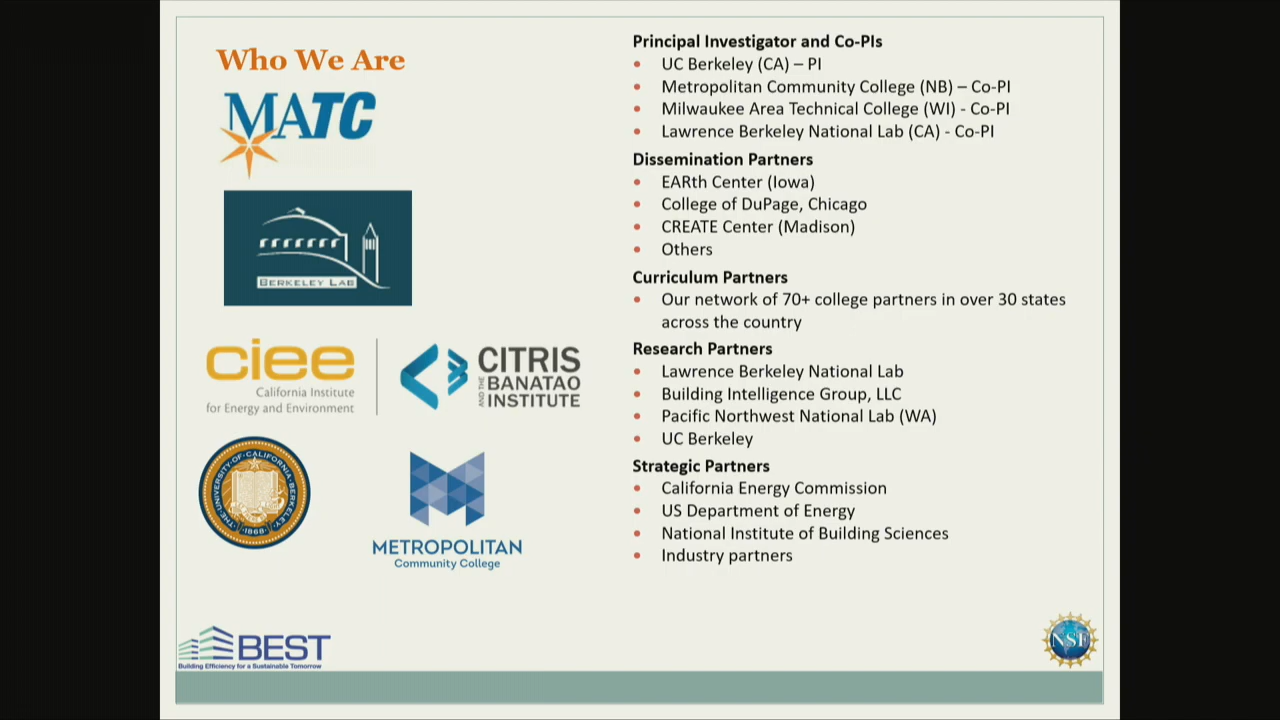 Who We Are
MATC
BERKELEY LAB
ciee
California Institute
for Energy and Environment
CITRIS
AND THE
BANATAO
INSTITUTE
THE·UNIVERSITY·OF·CALIFORNIA·BERKELEY
·1868·
METROPOLITAN
Community College
Principal Investigator and Co-PIs
• UC Berkeley (CA) – PI
• Metropolitan Community College (NB) – Co-PI
• Milwaukee Area Technical College (WI) - Co-PI
• Lawrence Berkeley National Lab (CA) - Co-PI
Dissemination Partners
• EARth Center (Iowa)
• College of DuPage, Chicago
• CREATE Center (Madison)
• Others
Curriculum Partners
• Our network of 70+ college partners in over 30 states
across the country
Research Partners
• Lawrence Berkeley National Lab
• Building Intelligence Group, LLC
• Pacific Northwest National Lab (WA)
• UC Berkeley
Strategic Partners
• California Energy Commission
• US Department of Energy
• National Institute of Building Sciences
• Industry partners
BEST
Building Efficiency for a Sustainable Tomorrow
NSF